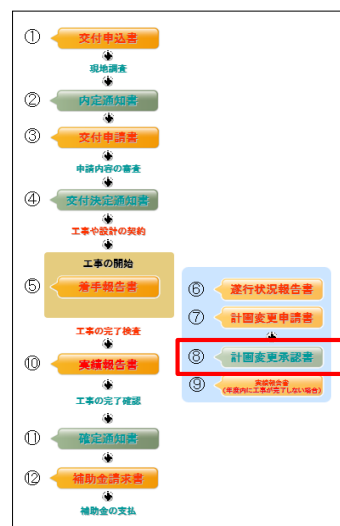 ① 交付申込書
現地調査
② 内定通知書
③ 交付申請書
申請内容の審査
④ 交付決定通知書
工事や設計の契約
工事の開始
⑤ 着手報告書
工事の完了検査
⑩ 実績報告書
工事の完了確認
⑪ 確定通知書
⑫ 補助金請求書
補助金の支払
⑥ 遂行状況報告書
⑦ 計画変更申請書
⑧ 計画変更承認書
⑨ 実績報告書
(年度内に工事が完了しない場合)